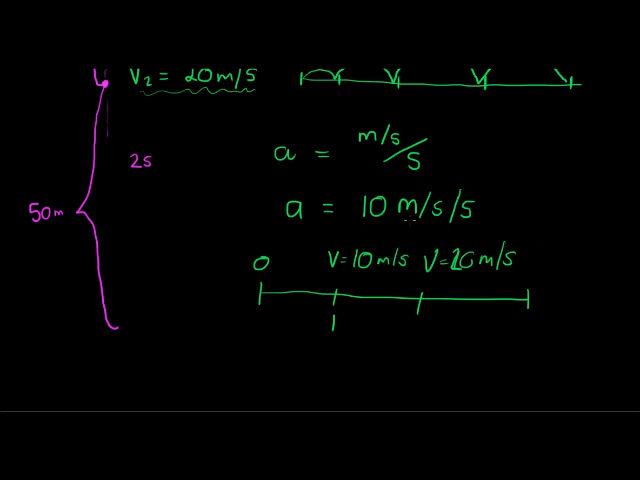 V₂ = 20m/s
2s
50m
a = m/s/s
a = 10 m/s/s
0 V=10m/s V=20m/s
1